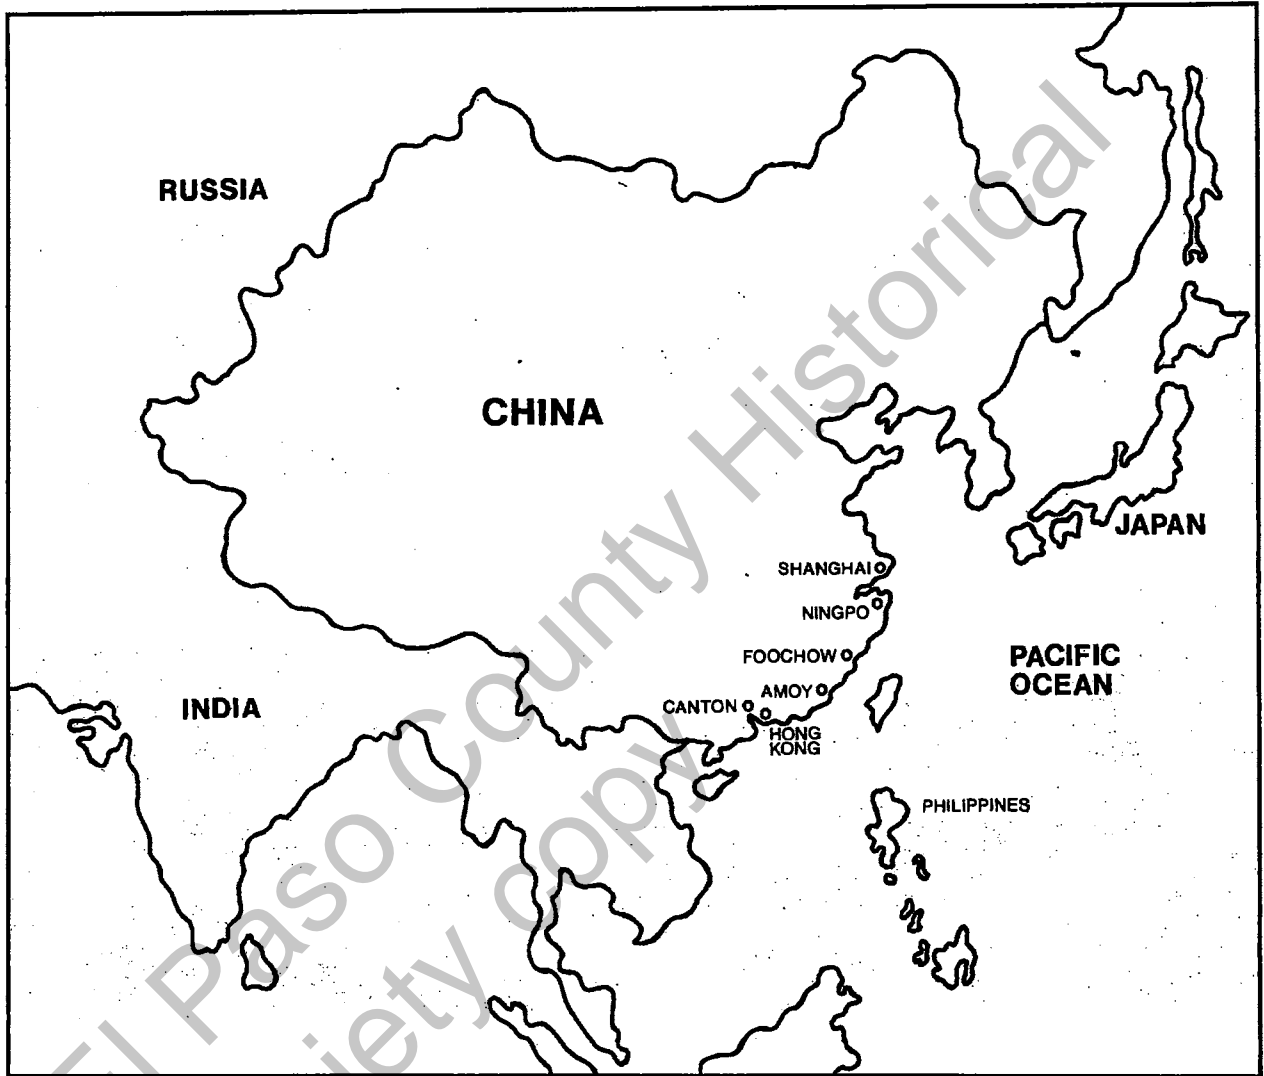 RUSSIA
CHINA
JAPAN
SHANGHAI
NINGPO
FOOCHOW
PACIFIC
OCEAN
AMOY
INDIA
CANTON
HONG
KONG
PHILIPPINES
El Paso County Historical
Society copy